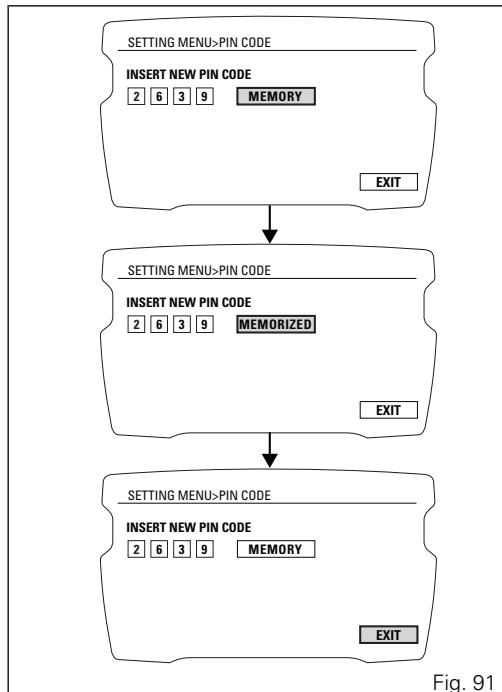 SETTING MENU>PIN CODE
INSERT NEW PIN CODE
2 6 3 9 MEMORY
EXIT
SETTING MENU>PIN CODE
INSERT NEW PIN CODE
2 6 3 9 MEMORIZED
EXIT
SETTING MENU>PIN CODE
INSERT NEW PIN CODE
2 6 3 9 MEMORY
EXIT
Fig. 91